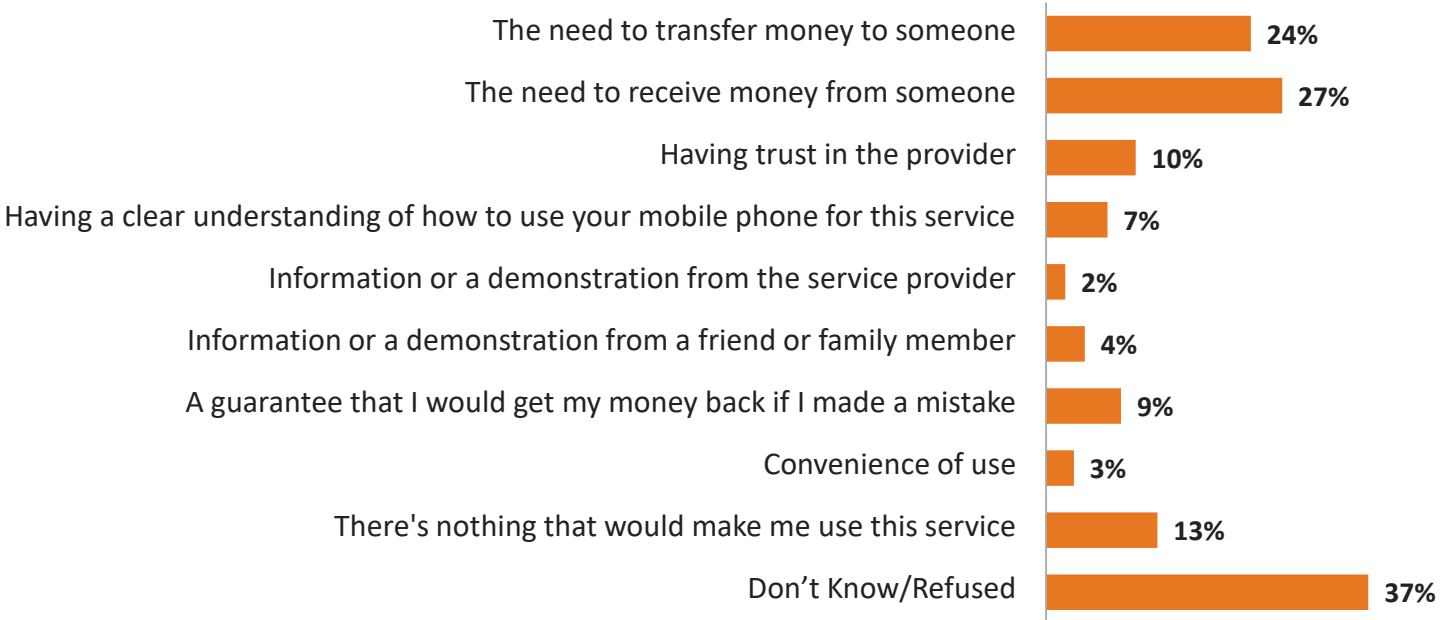 The need to transfer money to someone 24%
The need to receive money from someone 27%
Having trust in the provider 10%
Having a clear understanding of how to use your mobile phone for this service 7%
Information or a demonstration from the service provider 2%
Information or a demonstration from a friend or family member 4%
A guarantee that I would get my money back if I made a mistake 9%
Convenience of use 3%
There's nothing that would make me use this service 13%
Don’t Know/Refused 37%